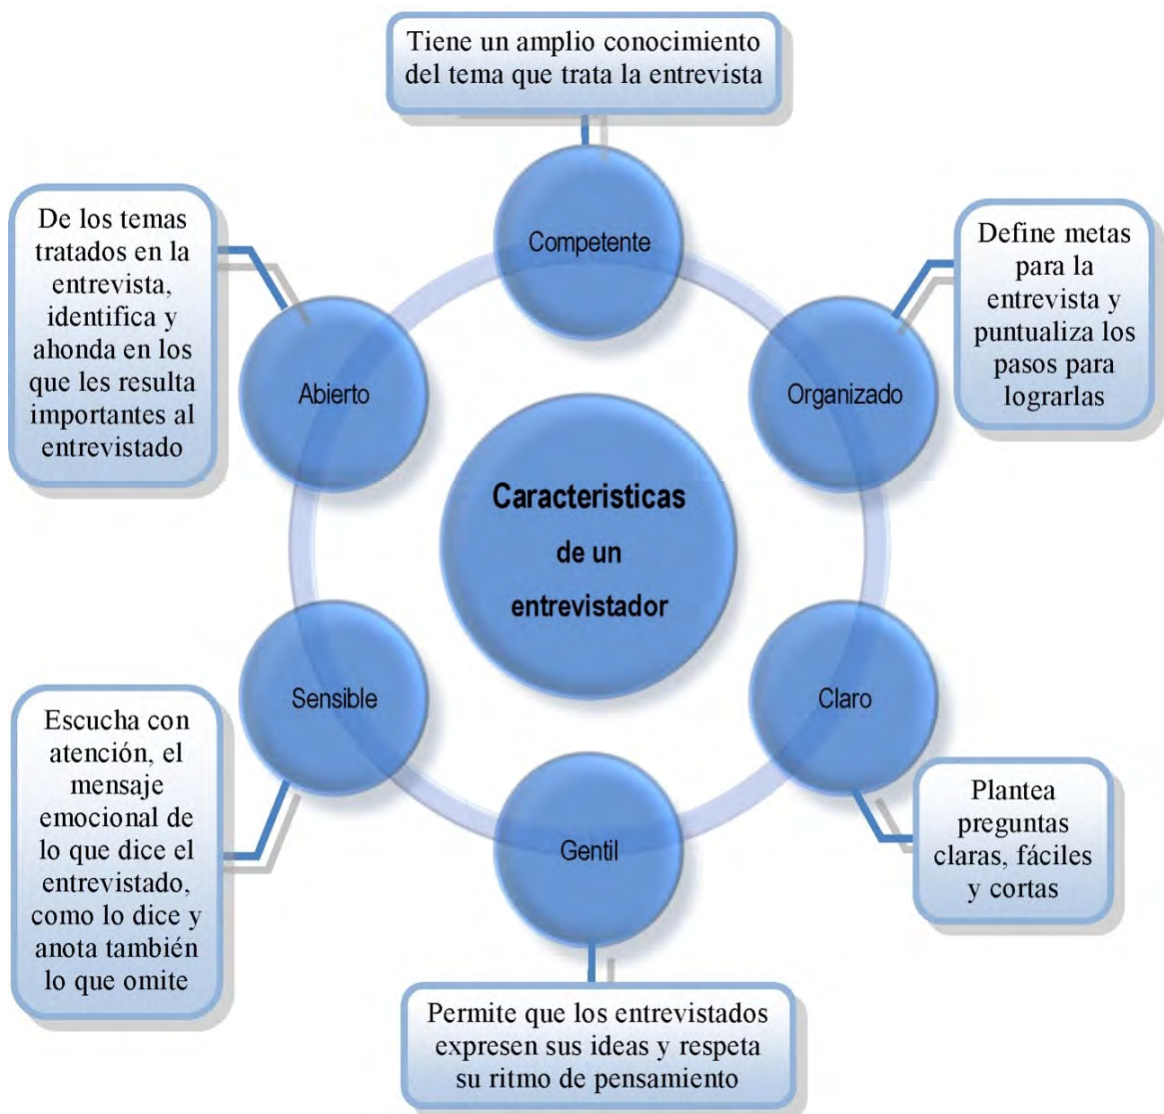 Tiene un amplio conocimiento
del tema que trata la entrevista
Competente
Define metas
para la
entrevista y
puntualiza los
pasos para
lograrlas
Organizado
Claro
Plantea
preguntas
claras, fáciles
y cortas
Gentil
Permite que los entrevistados
expresen sus ideas y respeta
su ritmo de pensamiento
Sensible
Escucha con
atención, el
mensaje
emocional de
lo que dice el
entrevistado,
como lo dice y
anota también
lo que omite
Abierto
De los temas
tratados en la
entrevista,
identifica y
ahonda en los
que les resulta
importantes al
entrevistado
Caracteristicas
de un
entrevistador